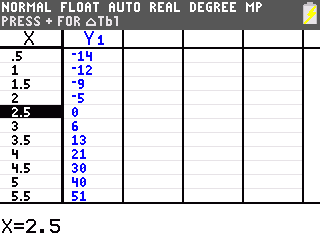 NORMAL FLOAT AUTO REAL DEGREE MP
PRESS + FOR △Tbl
X Y1
.5 -14
1 -12
1.5 -9
2 -5
2.5 0
3 6
3.5 13
4 21
4.5 30
5 40
5.5 51
X=2.5